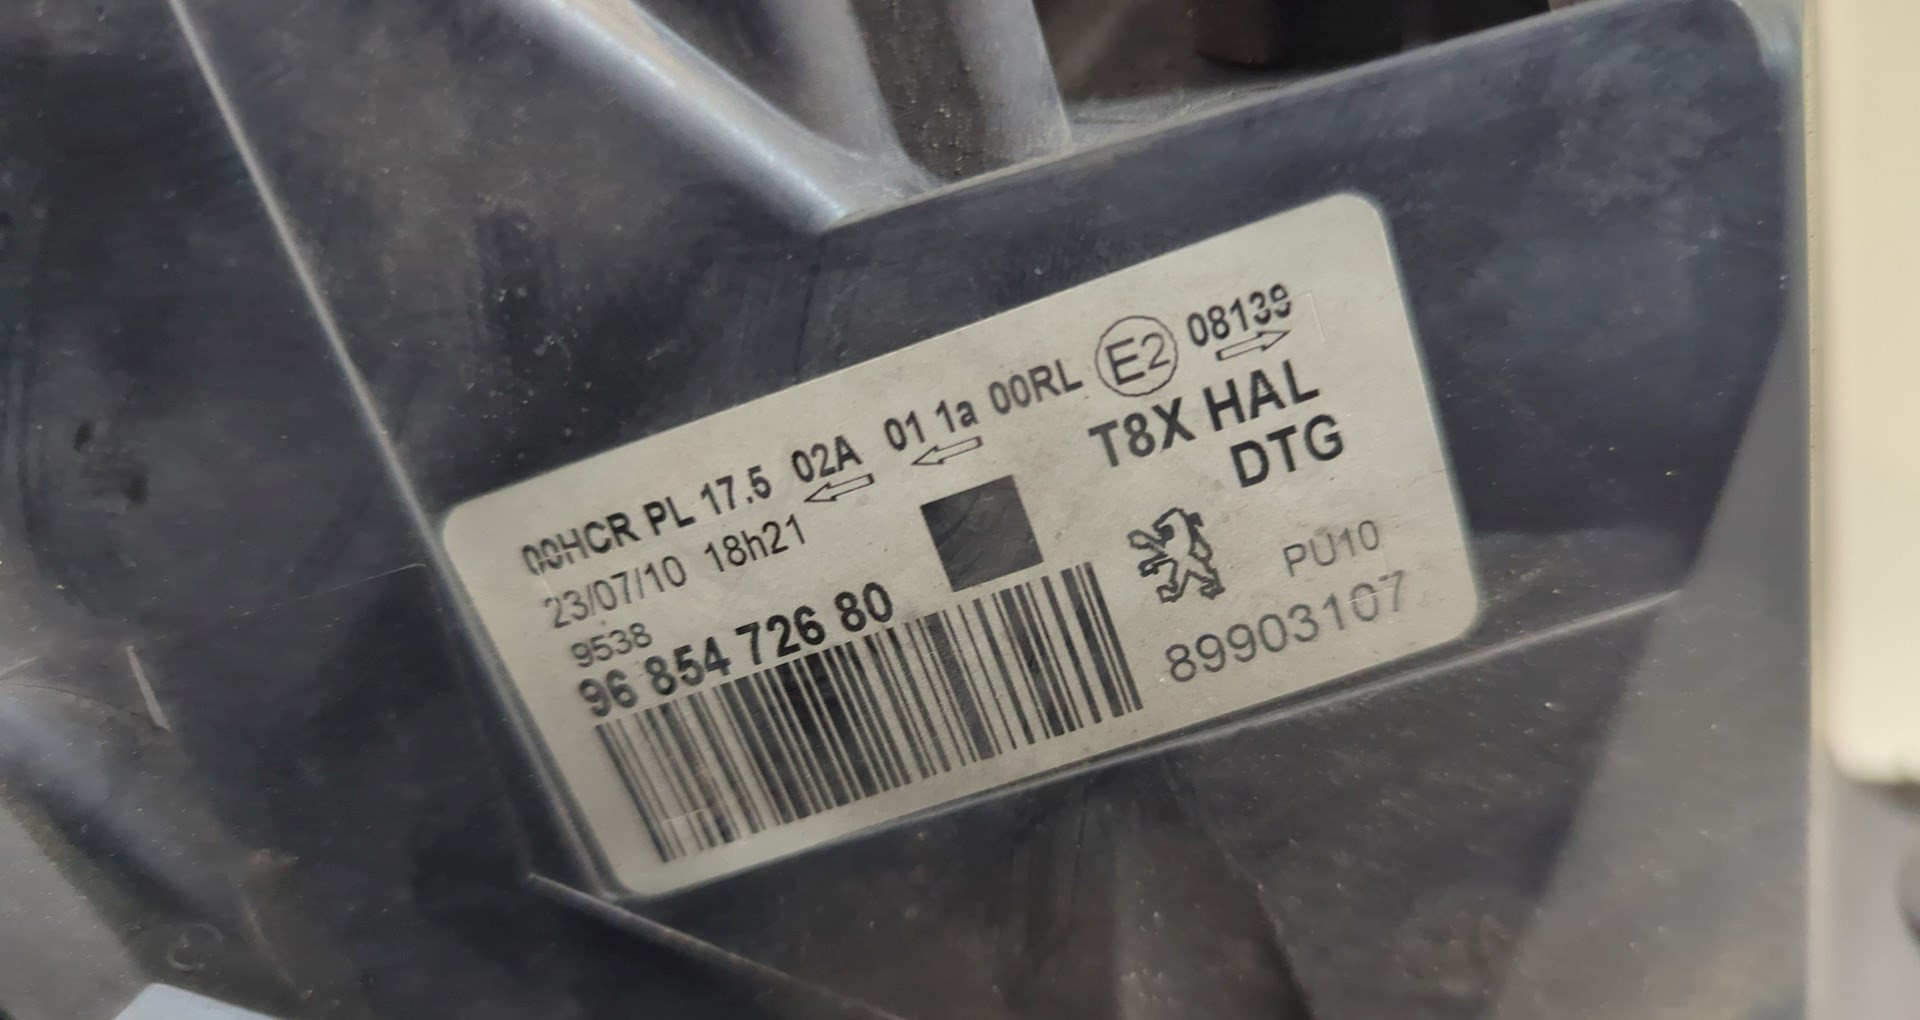 00HCR PL 17.5 02A 01 1a 00RL E2 08139
23/07/10 18h21
T8X HAL
DTG
9538
96 854 726 80
PU10
89903107